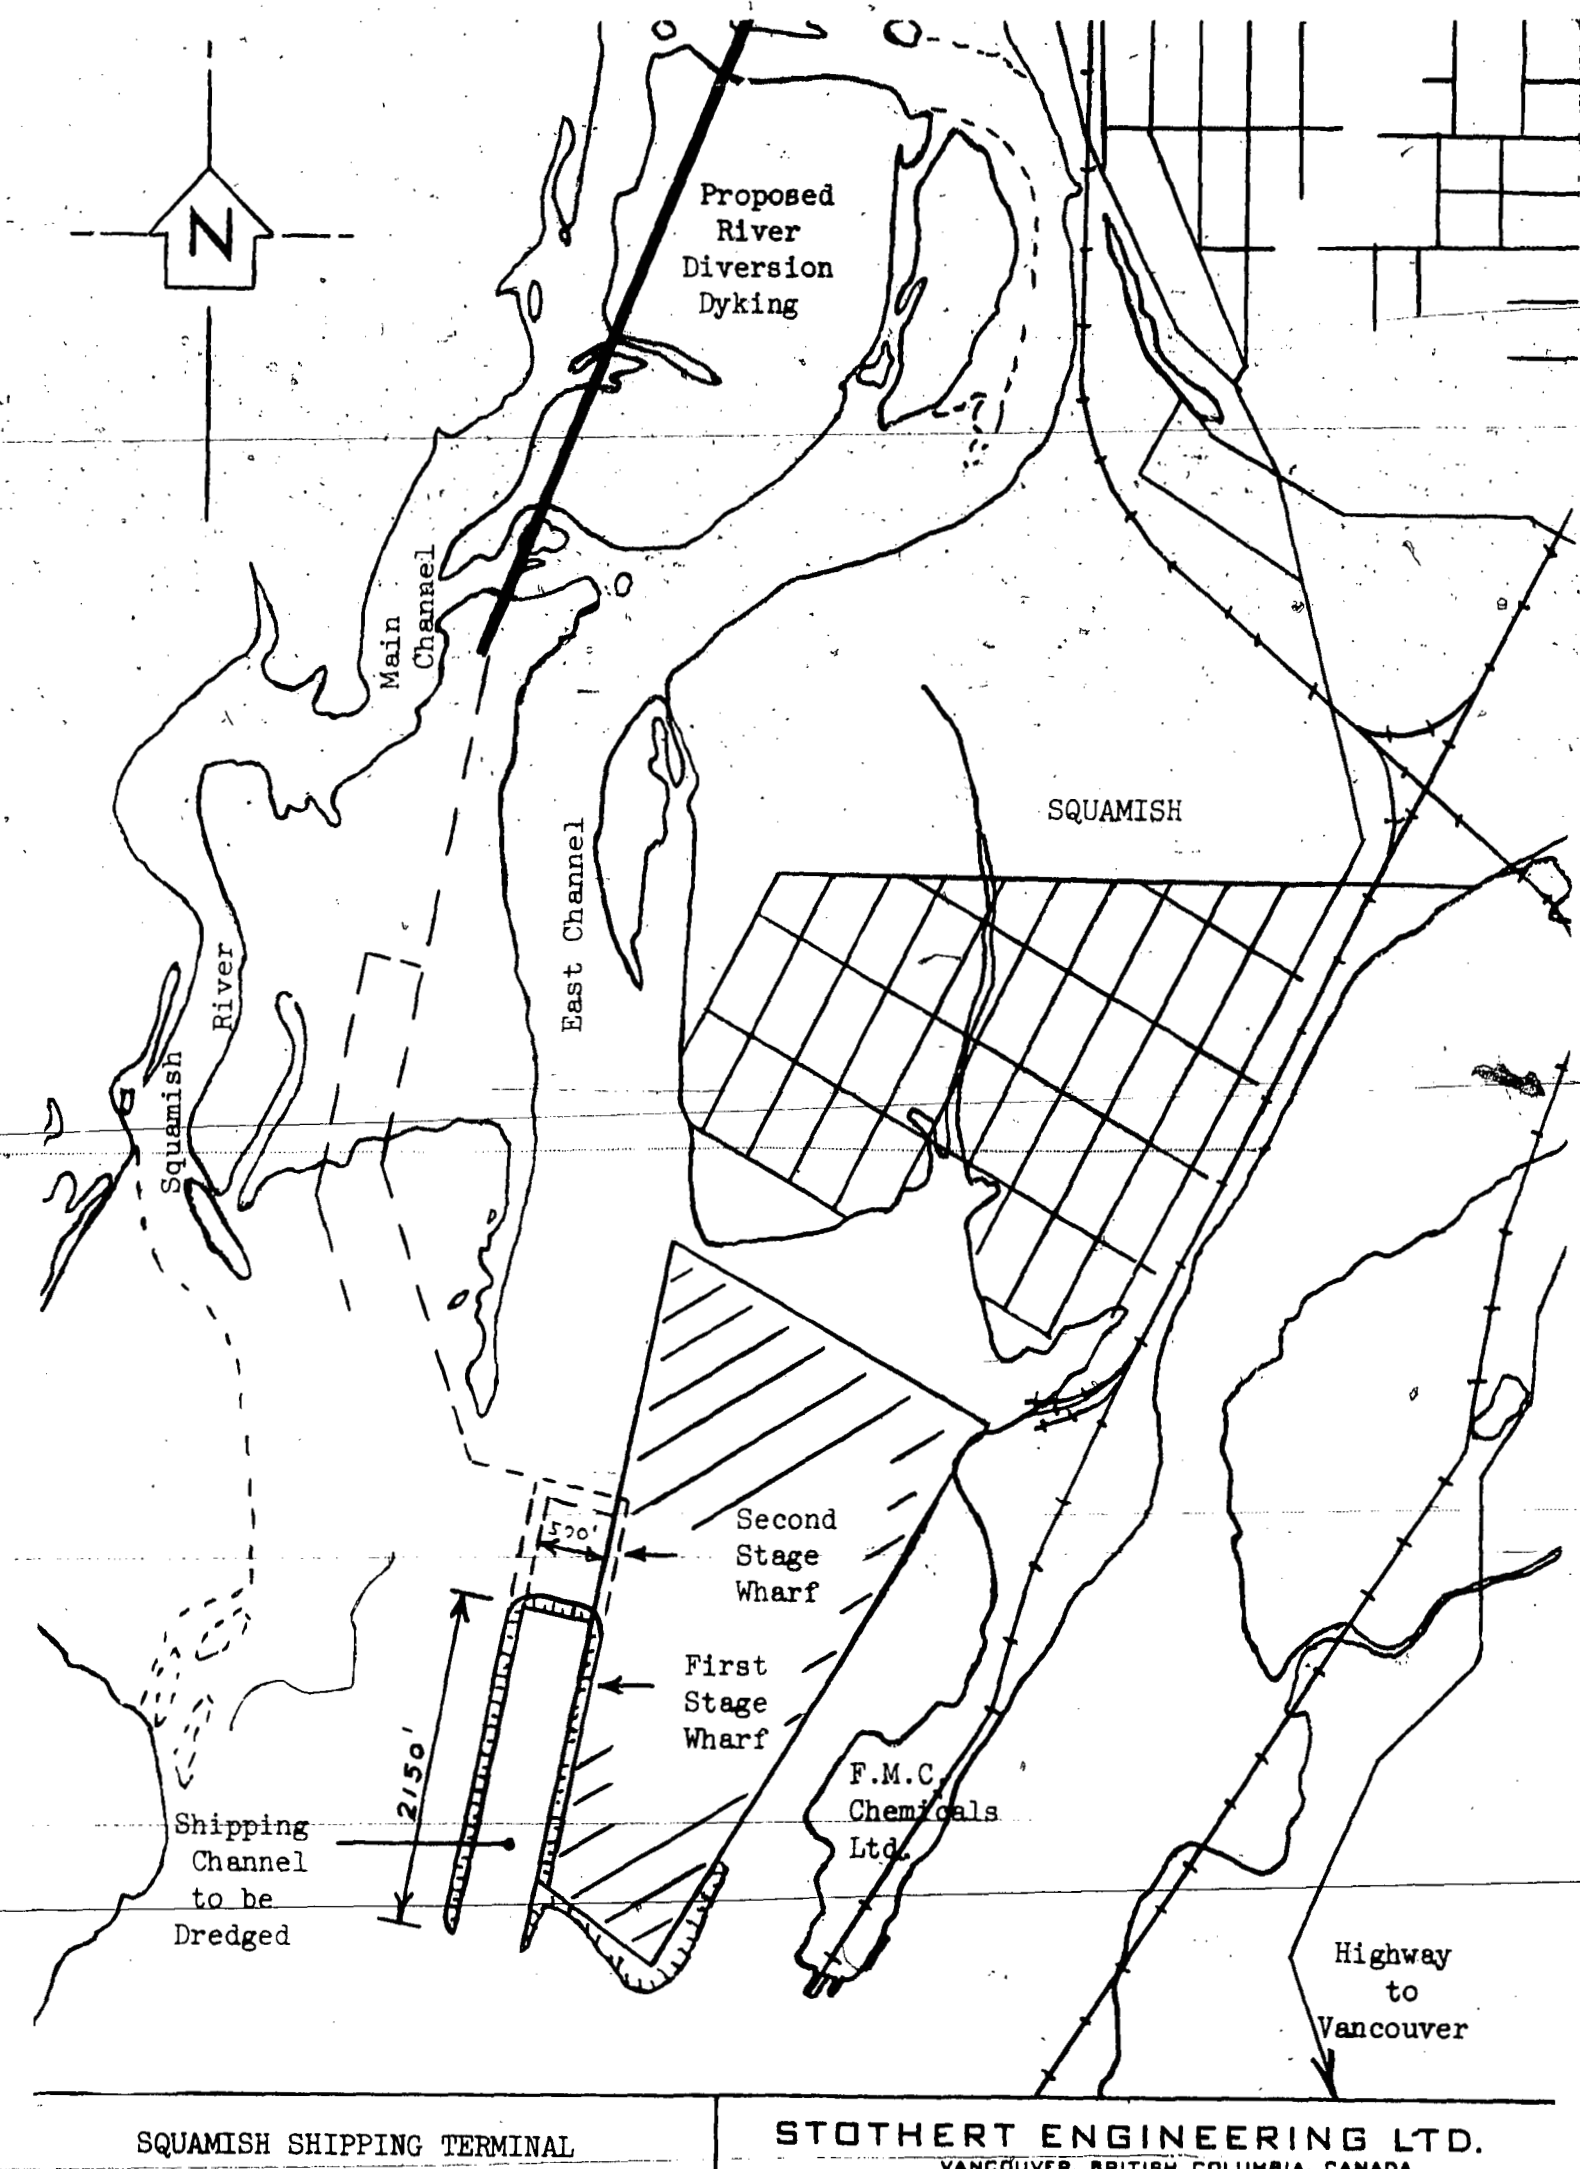 N
Proposed
River
Diversion
Dyking
Main
Channel
SQUAMISH
East Channel
River
Squamish
500'
Second
Stage
Wharf
First
Stage
Wharf
2150'
F.M.C.
Chemicals
Ltd.
Shipping
Channel
to be
Dredged
Highway
to
Vancouver
SQUAMISH SHIPPING TERMINAL
STOTHERT ENGINEERING LTD.
VANCOUVER, BRITISH COLUMBIA, CANADA